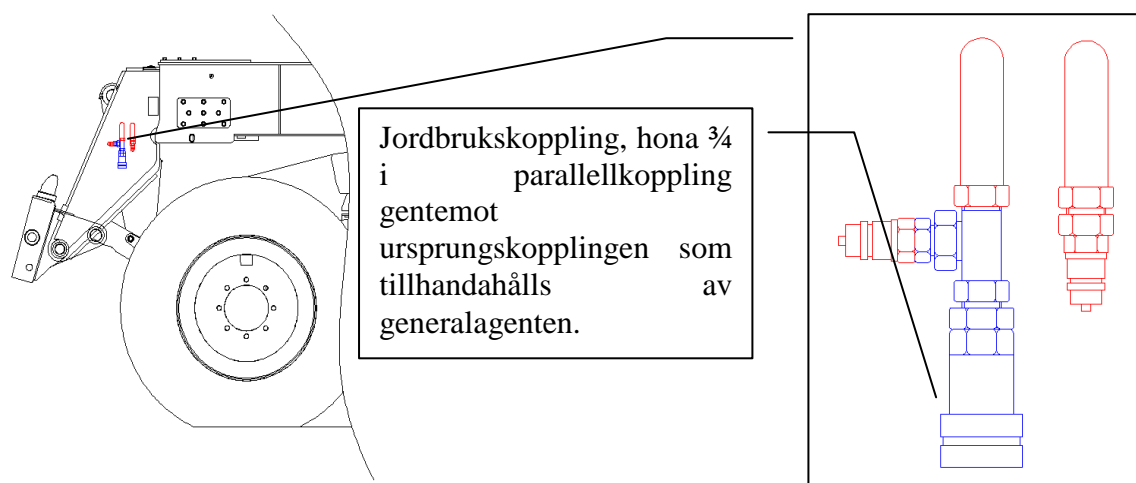 Jordbrukskoppling, hona ¾
i parallellkoppling
gentemot
ursprungskopplingen som
tillhandahålls av
generalagenten.